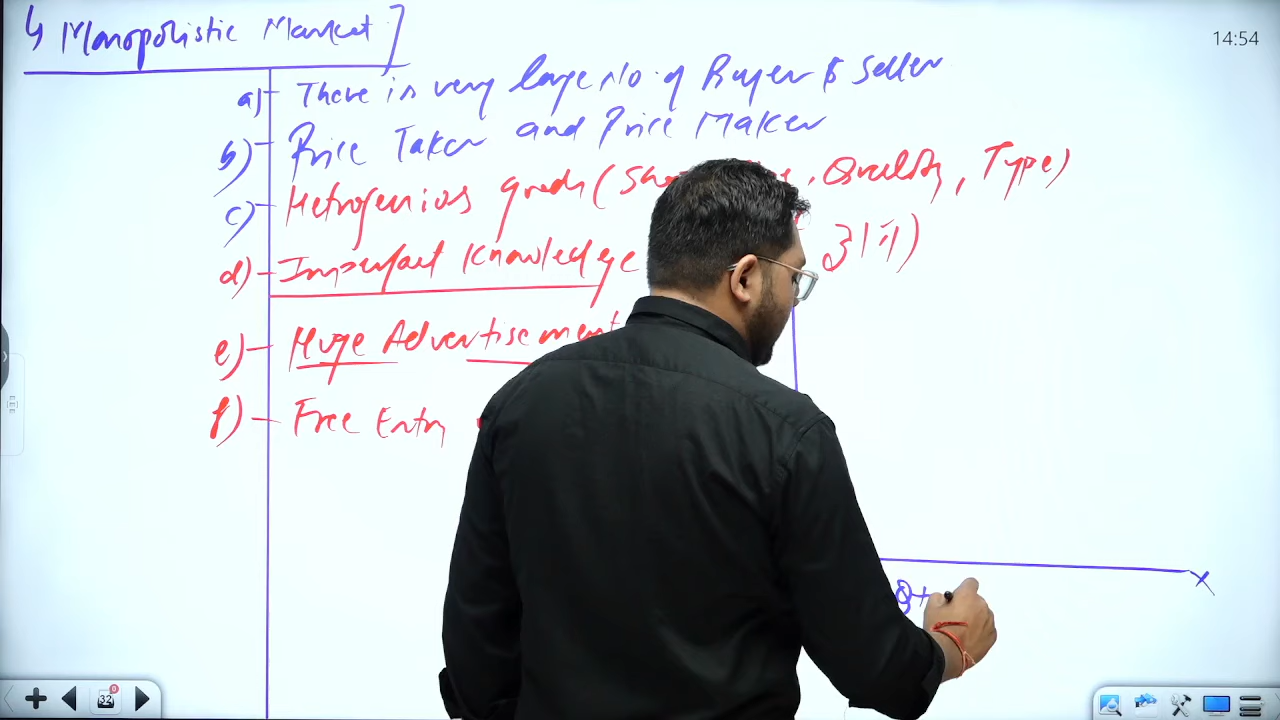 ↳ Monopolistic Market]
14:54
a) There is very large No. of Buyer & Seller
b) Price Taker and Price Maker
c) Hetrogenious goods ( , Quality, Type)
d) Imperfect Knowledge
e) Huge Advertisement
f) Free Entry
X
32